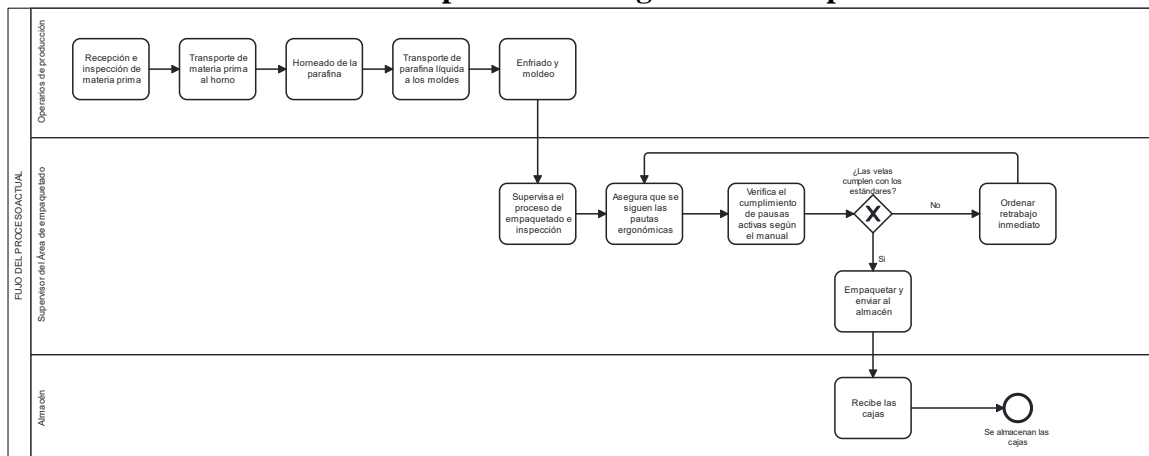 FUJO DEL PROCESO ACTUAL
Operarios de producción
Recepción e
inspección de
materia prima
Transporte de
materia prima
al horno
Horneado de la
parafina
Transporte de
parafina líquida
a los moldes
Enfriado y
moldeo
Supervisor del Área de empaquetado
Supervisa el
proceso de
empaquetado e
inspección
Asegura que se
siguen las
pautas
ergonómicas
Verifica el
cumplimiento
de pausas
activas según
el manual
¿Las velas
cumplen con los
estándares?
No
Ordenar
retrabajo
inmediato
Si
Empaquetar y
enviar al
almacén
Almacén
Recibe las
cajas
Se almacenan las
cajas